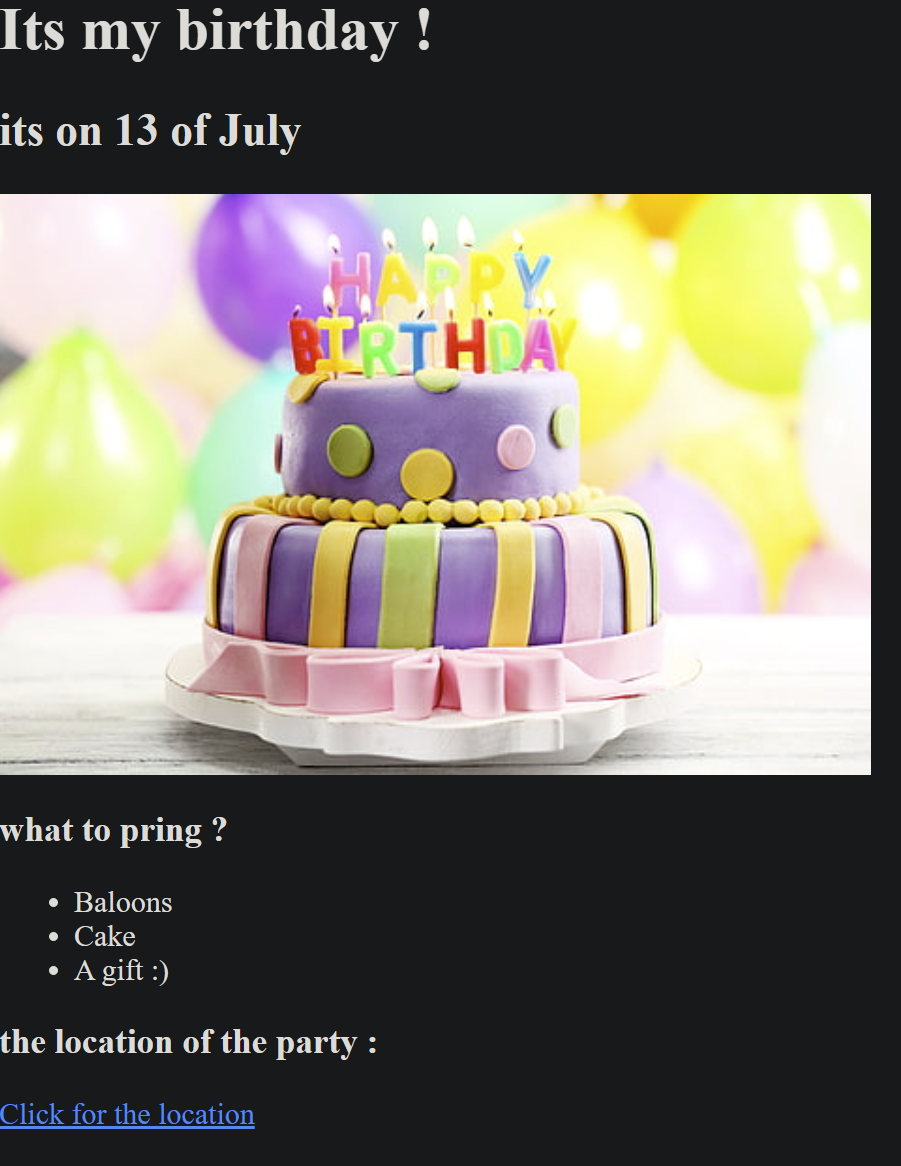 Its my birthday !
its on 13 of July
HAPPY
BIRTHDAY
what to pring ?
Baloons
Cake
A gift :)
the location of the party :
Click for the location